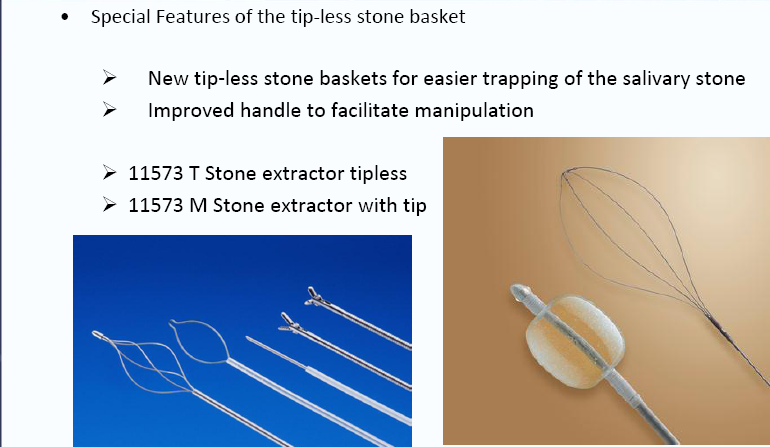 • Special Features of the tip-less stone basket
➢ New tip-less stone baskets for easier trapping of the salivary stone
➢ Improved handle to facilitate manipulation
➢ 11573 T Stone extractor tipless
➢ 11573 M Stone extractor with tip